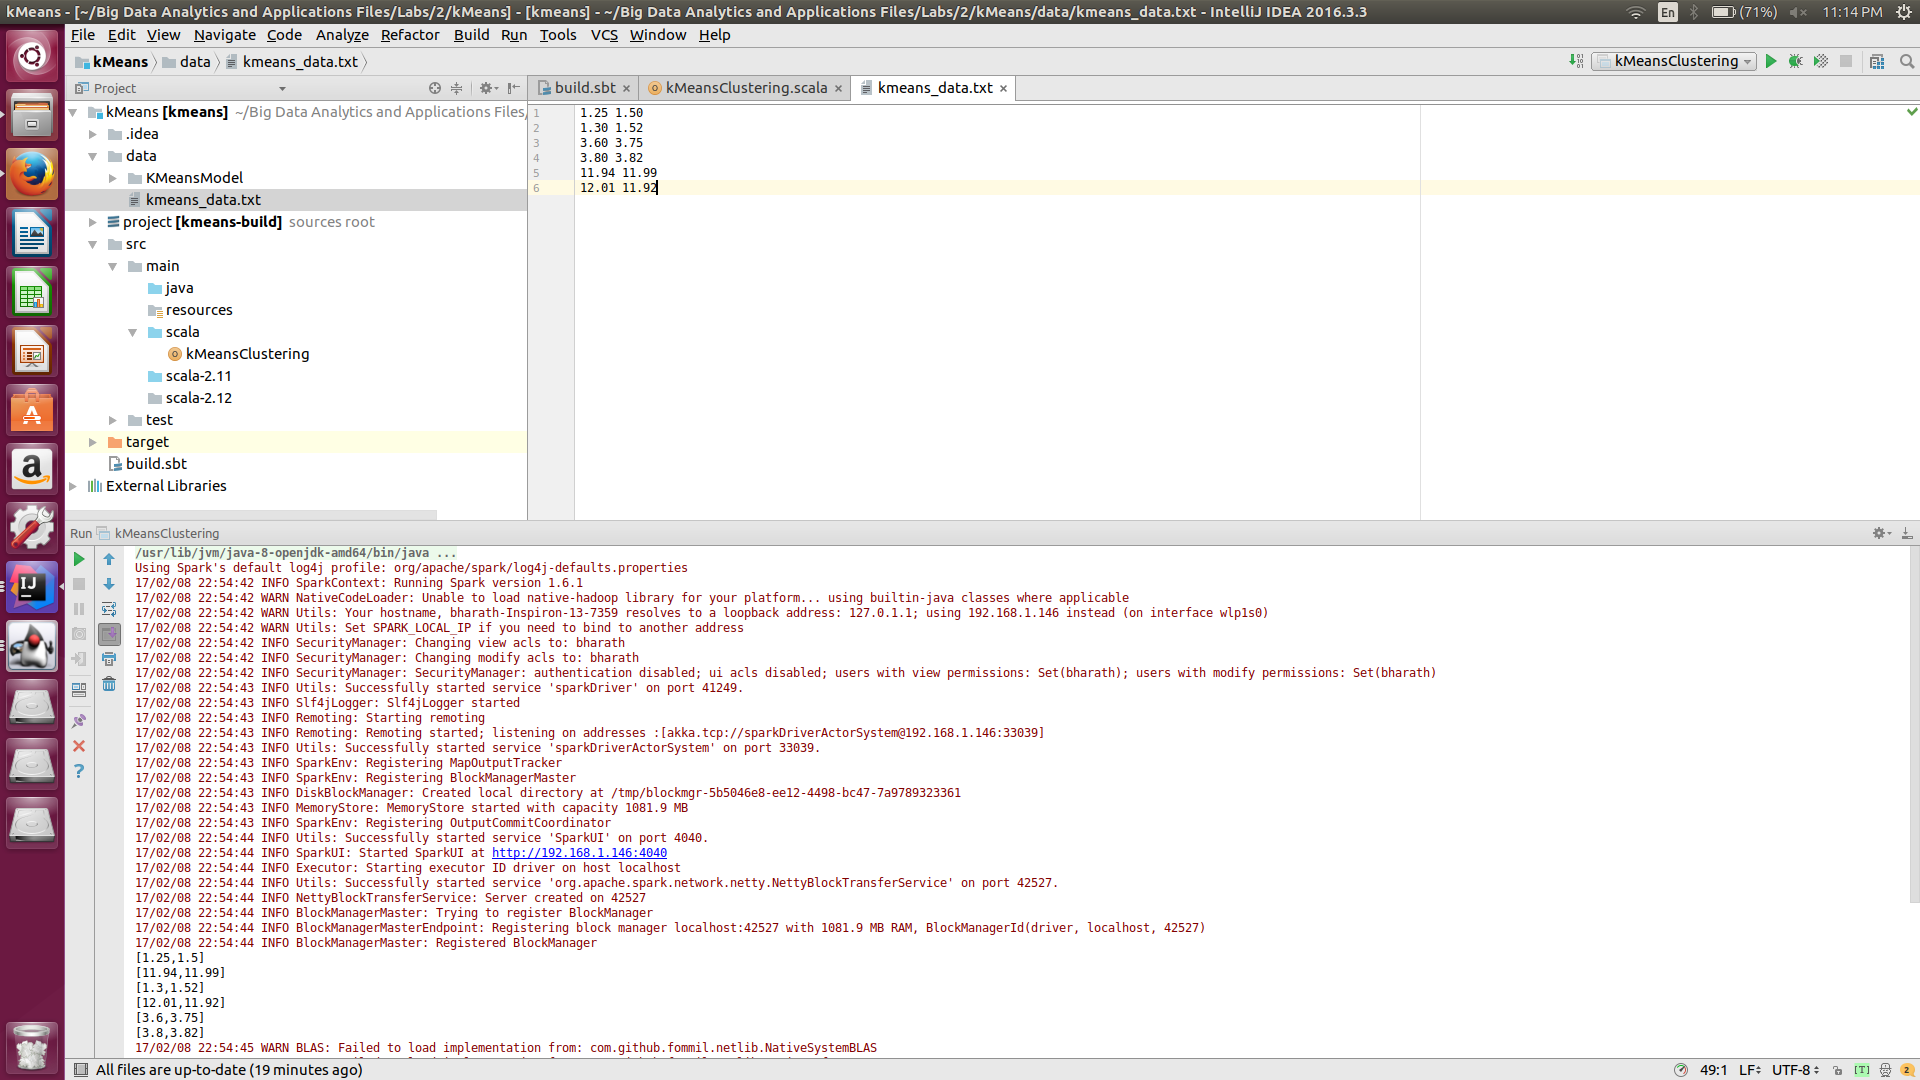 kMeans - [~/Big Data Analytics and Applications Files/Labs/2/kMeans] - [kmeans] - ~/Big Data Analytics and Applications Files/Labs/2/kMeans/data/kmeans_data.txt - IntelliJ IDEA 2016.3.3
En (71%) 11:14 PM
File Edit View Navigate Code Analyze Refactor Build Run Tools VCS Window Help
kMeans data kmeans_data.txt kMeansClustering
Project build.sbt kMeansClustering.scala kmeans_data.txt
kMeans [kmeans] ~/Big Data Analytics and Applications Files/
.idea
data
KMeansModel
kmeans_data.txt
project [kmeans-build] sources root
src
main
java
resources
scala
kMeansClustering
scala-2.11
scala-2.12
test
target
build.sbt
External Libraries
1 1.25 1.50
2 1.30 1.52
3 3.60 3.75
4 3.80 3.82
5 11.94 11.99
6 12.01 11.92
Run kMeansClustering
/usr/lib/jvm/java-8-openjdk-amd64/bin/java ...
Using Spark's default log4j profile: org/apache/spark/log4j-defaults.properties
17/02/08 22:54:42 INFO SparkContext: Running Spark version 1.6.1
17/02/08 22:54:42 WARN NativeCodeLoader: Unable to load native-hadoop library for your platform... using builtin-java classes where applicable
17/02/08 22:54:42 WARN Utils: Your hostname, bharath-Inspiron-13-7359 resolves to a loopback address: 127.0.1.1; using 192.168.1.146 instead (on interface wlp1s0)
17/02/08 22:54:42 WARN Utils: Set SPARK_LOCAL_IP if you need to bind to another address
17/02/08 22:54:42 INFO SecurityManager: Changing view acls to: bharath
17/02/08 22:54:42 INFO SecurityManager: Changing modify acls to: bharath
17/02/08 22:54:42 INFO SecurityManager: SecurityManager: authentication disabled; ui acls disabled; users with view permissions: Set(bharath); users with modify permissions: Set(bharath)
17/02/08 22:54:43 INFO Utils: Successfully started service 'sparkDriver' on port 41249.
17/02/08 22:54:43 INFO Slf4jLogger: Slf4jLogger started
17/02/08 22:54:43 INFO Remoting: Starting remoting
17/02/08 22:54:43 INFO Remoting: Remoting started; listening on addresses :[akka.tcp://sparkDriverActorSystem@192.168.1.146:33039]
17/02/08 22:54:43 INFO Utils: Successfully started service 'sparkDriverActorSystem' on port 33039.
17/02/08 22:54:43 INFO SparkEnv: Registering MapOutputTracker
17/02/08 22:54:43 INFO SparkEnv: Registering BlockManagerMaster
17/02/08 22:54:43 INFO DiskBlockManager: Created local directory at /tmp/blockmgr-5b5046e8-ee12-4498-bc47-7a9789323361
17/02/08 22:54:43 INFO MemoryStore: MemoryStore started with capacity 1081.9 MB
17/02/08 22:54:43 INFO SparkEnv: Registering OutputCommitCoordinator
17/02/08 22:54:44 INFO Utils: Successfully started service 'SparkUI' on port 4040.
17/02/08 22:54:44 INFO SparkUI: Started SparkUI at http://192.168.1.146:4040
17/02/08 22:54:44 INFO Executor: Starting executor ID driver on host localhost
17/02/08 22:54:44 INFO Utils: Successfully started service 'org.apache.spark.network.netty.NettyBlockTransferService' on port 42527.
17/02/08 22:54:44 INFO NettyBlockTransferService: Server created on 42527
17/02/08 22:54:44 INFO BlockManagerMaster: Trying to register BlockManager
17/02/08 22:54:44 INFO BlockManagerMasterEndpoint: Registering block manager localhost:42527 with 1081.9 MB RAM, BlockManagerId(driver, localhost, 42527)
17/02/08 22:54:44 INFO BlockManagerMaster: Registered BlockManager
[1.25,1.5]
[11.94,11.99]
[1.3,1.52]
[12.01,11.92]
[3.6,3.75]
[3.8,3.82]
17/02/08 22:54:45 WARN BLAS: Failed to load implementation from: com.github.fommil.netlib.NativeSystemBLAS
All files are up-to-date (19 minutes ago) 49:1 LF UTF-8 [T] 2